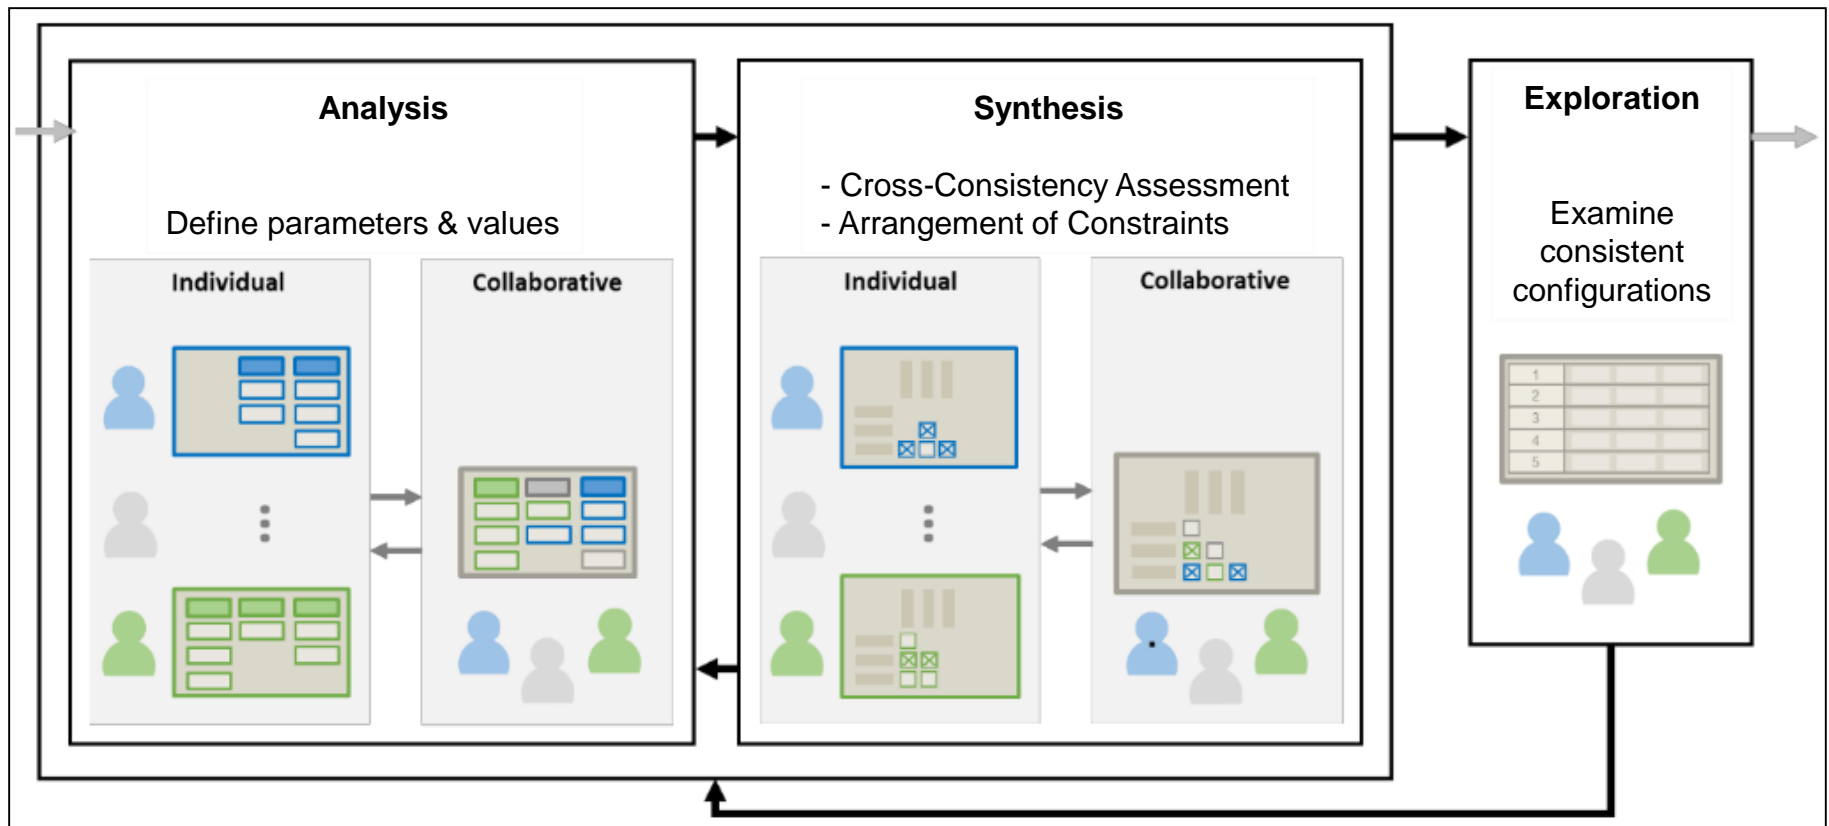 Analysis
Define parameters & values
Individual
Collaborative
Synthesis
- Cross-Consistency Assessment
- Arrangement of Constraints
Individual
Collaborative
Exploration
Examine
consistent
configurations
1
2
3
4
5